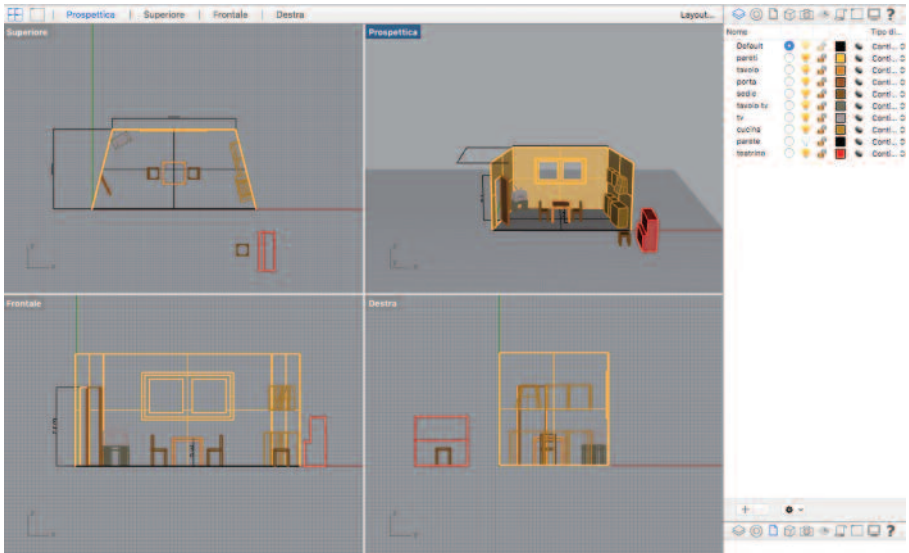 Prospettica | Superiore | Frontale | Destra Layout...
Superiore
Prospettica
Frontale
Destra
Nome Tipo di...
Default Conti...
pareti Conti...
tavolo Conti...
porta Conti...
sedie Conti...
tavolo tv Conti...
tv Conti...
cucina Conti...
parete Conti...
teatrino Conti...